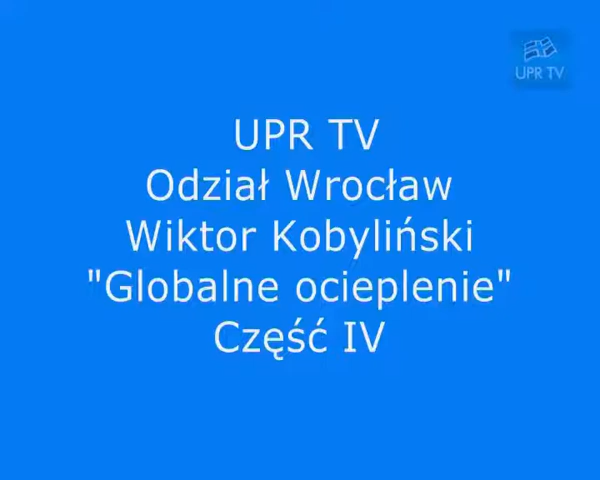 UPR TV
UPR TV
Odział Wrocław
Wiktor Kobyliński
"Globalne ocieplenie"
Część IV